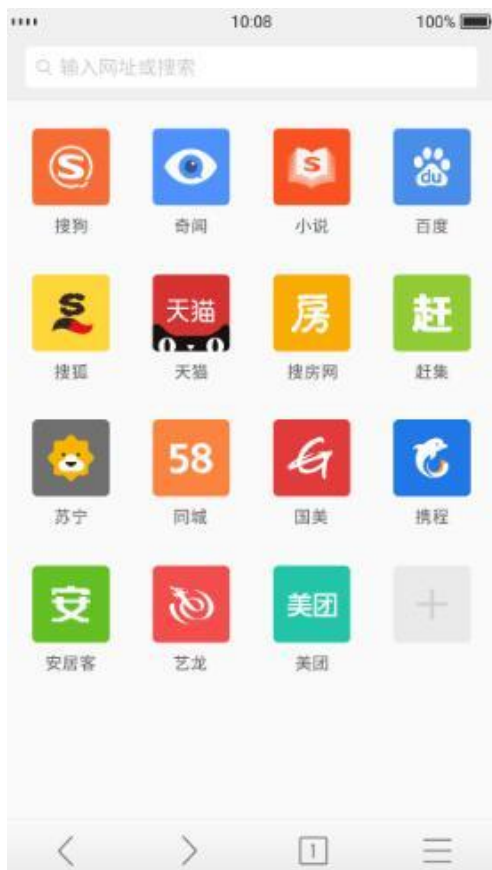 10:08 100%
输入网址或搜索
S S du
搜狗 奇闻 小说 百度
天猫 房 赶
搜狐 天猫 搜房网 赶集
58
苏宁 同城 国美 携程
安 美团
安居客 艺龙 美团
1